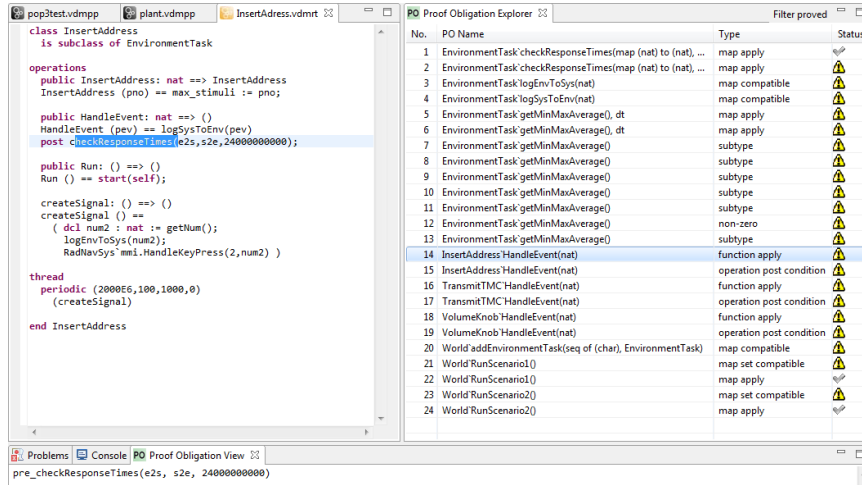 pop3test.vdmpp
plant.vdmpp
InsertAdress.vdmrt
class InsertAddress
is subclass of EnvironmentTask
operations
public InsertAddress: nat ==> InsertAddress
InsertAddress (pno) == max_stimuli := pno;
public HandleEvent: nat ==> ()
HandleEvent (pev) == logSysToEnv(pev)
post checkResponseTimes(e2s,s2e,24000000000);
public Run: () ==> ()
Run () == start(self);
createSignal: () ==> ()
createSignal () ==
( dcl num2 : nat := getNum();
logEnvToSys(num2);
RadNavSys`mmi.HandleKeyPress(2,num2) )
thread
periodic (2000E6,100,1000,0)
(createSignal)
end InsertAddress
PO Proof Obligation Explorer
Filter proved
No. PO Name Type Status
1 EnvironmentTask`checkResponseTimes(map (nat) to (nat), ... map apply
2 EnvironmentTask`checkResponseTimes(map (nat) to (nat), ... map apply
3 EnvironmentTask`logEnvToSys(nat) map compatible
4 EnvironmentTask`logSysToEnv(nat) map compatible
5 EnvironmentTask`getMinMaxAverage(), dt map apply
6 EnvironmentTask`getMinMaxAverage(), dt map apply
7 EnvironmentTask`getMinMaxAverage() subtype
8 EnvironmentTask`getMinMaxAverage() subtype
9 EnvironmentTask`getMinMaxAverage() subtype
10 EnvironmentTask`getMinMaxAverage() subtype
11 EnvironmentTask`getMinMaxAverage() subtype
12 EnvironmentTask`getMinMaxAverage() non-zero
13 EnvironmentTask`getMinMaxAverage() subtype
14 InsertAddress`HandleEvent(nat) function apply
15 InsertAddress`HandleEvent(nat) operation post condition
16 TransmitTMC`HandleEvent(nat) function apply
17 TransmitTMC`HandleEvent(nat) operation post condition
18 VolumeKnob`HandleEvent(nat) function apply
19 VolumeKnob`HandleEvent(nat) operation post condition
20 World`addEnvironmentTask(seq of (char), EnvironmentTask) map compatible
21 World`RunScenario1() map set compatible
22 World`RunScenario1() map apply
23 World`RunScenario2() map set compatible
24 World`RunScenario2() map apply
Problems Console PO Proof Obligation View
pre_checkResponseTimes(e2s, s2e, 24000000000)